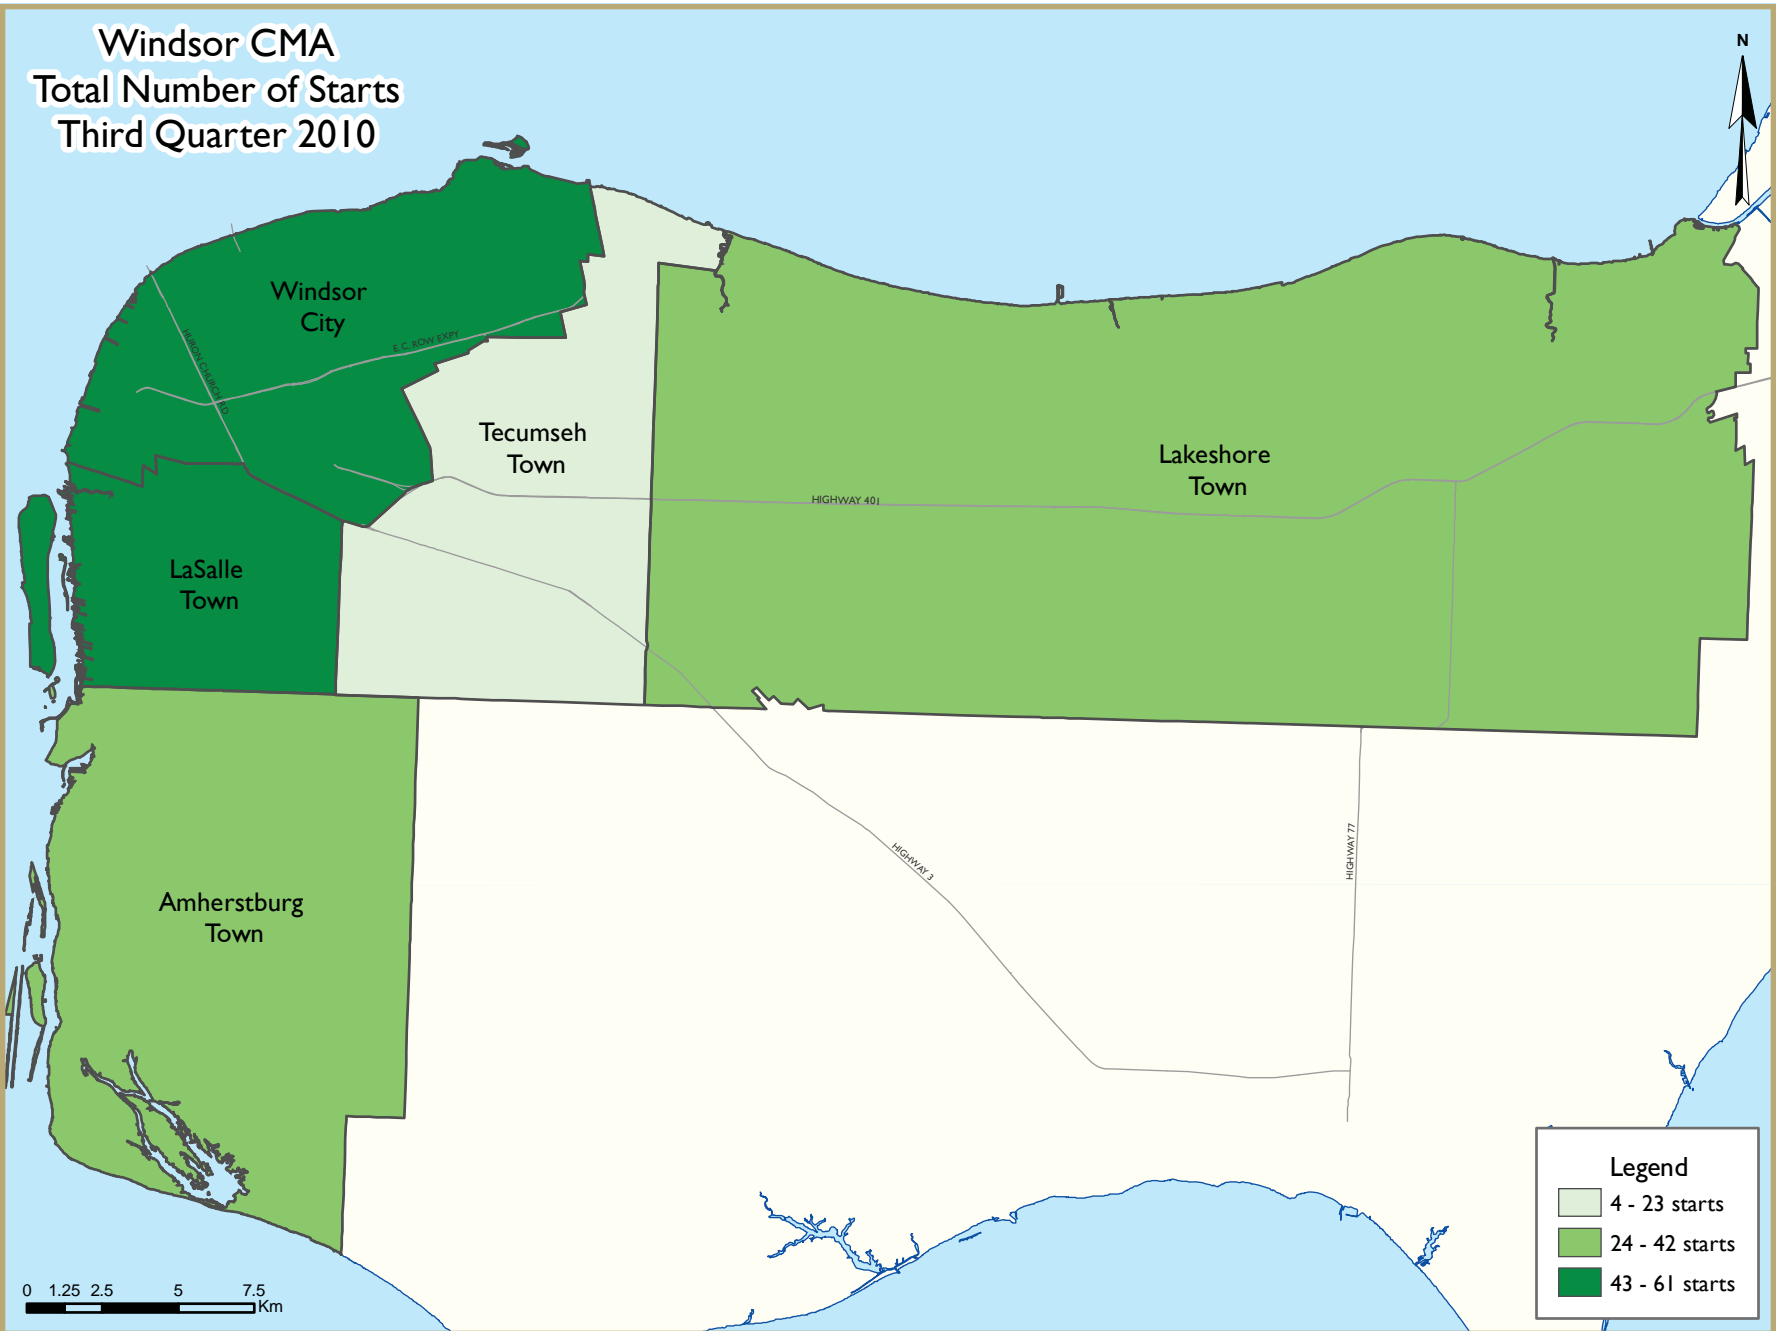 Windsor CMA
Total Number of Starts
Third Quarter 2010
N
Windsor
City
HURON CHURCH RD
E.C. ROW EXPY
Tecumseh
Town
Lakeshore
Town
HIGHWAY 401
LaSalle
Town
Amherstburg
Town
HIGHWAY 3
HIGHWAY 77
Legend
4 - 23 starts
24 - 42 starts
43 - 61 starts
0 1.25 2.5 5 7.5
Km